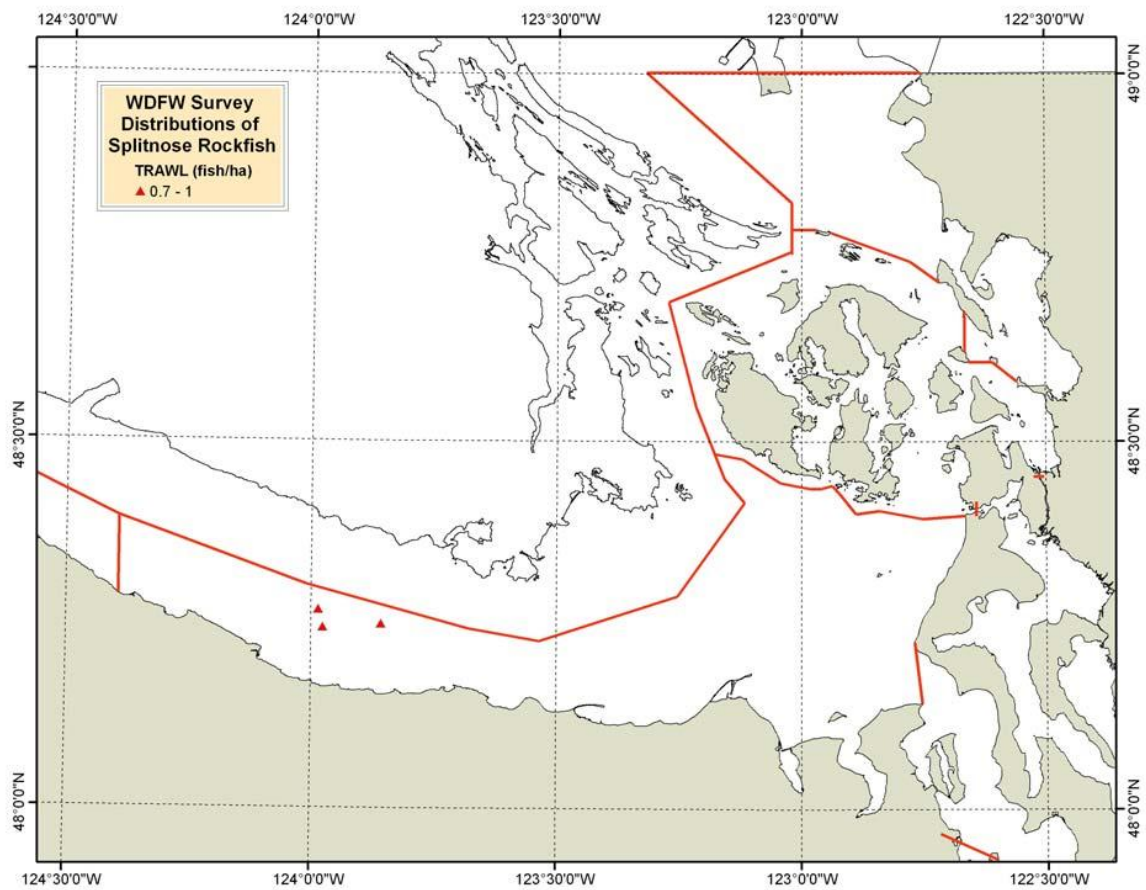 124°30'0"W 124°0'0"W 123°30'0"W 123°0'0"W 122°30'0"W
WDFW Survey
Distributions of
Splitnose Rockfish
TRAWL (fish/ha)
0.7 - 1
49°0'0"N
48°30'0"N 48°30'0"N
48°0'0"N 48°0'0"N
124°30'0"W 124°0'0"W 123°30'0"W 123°0'0"W 122°30'0"W